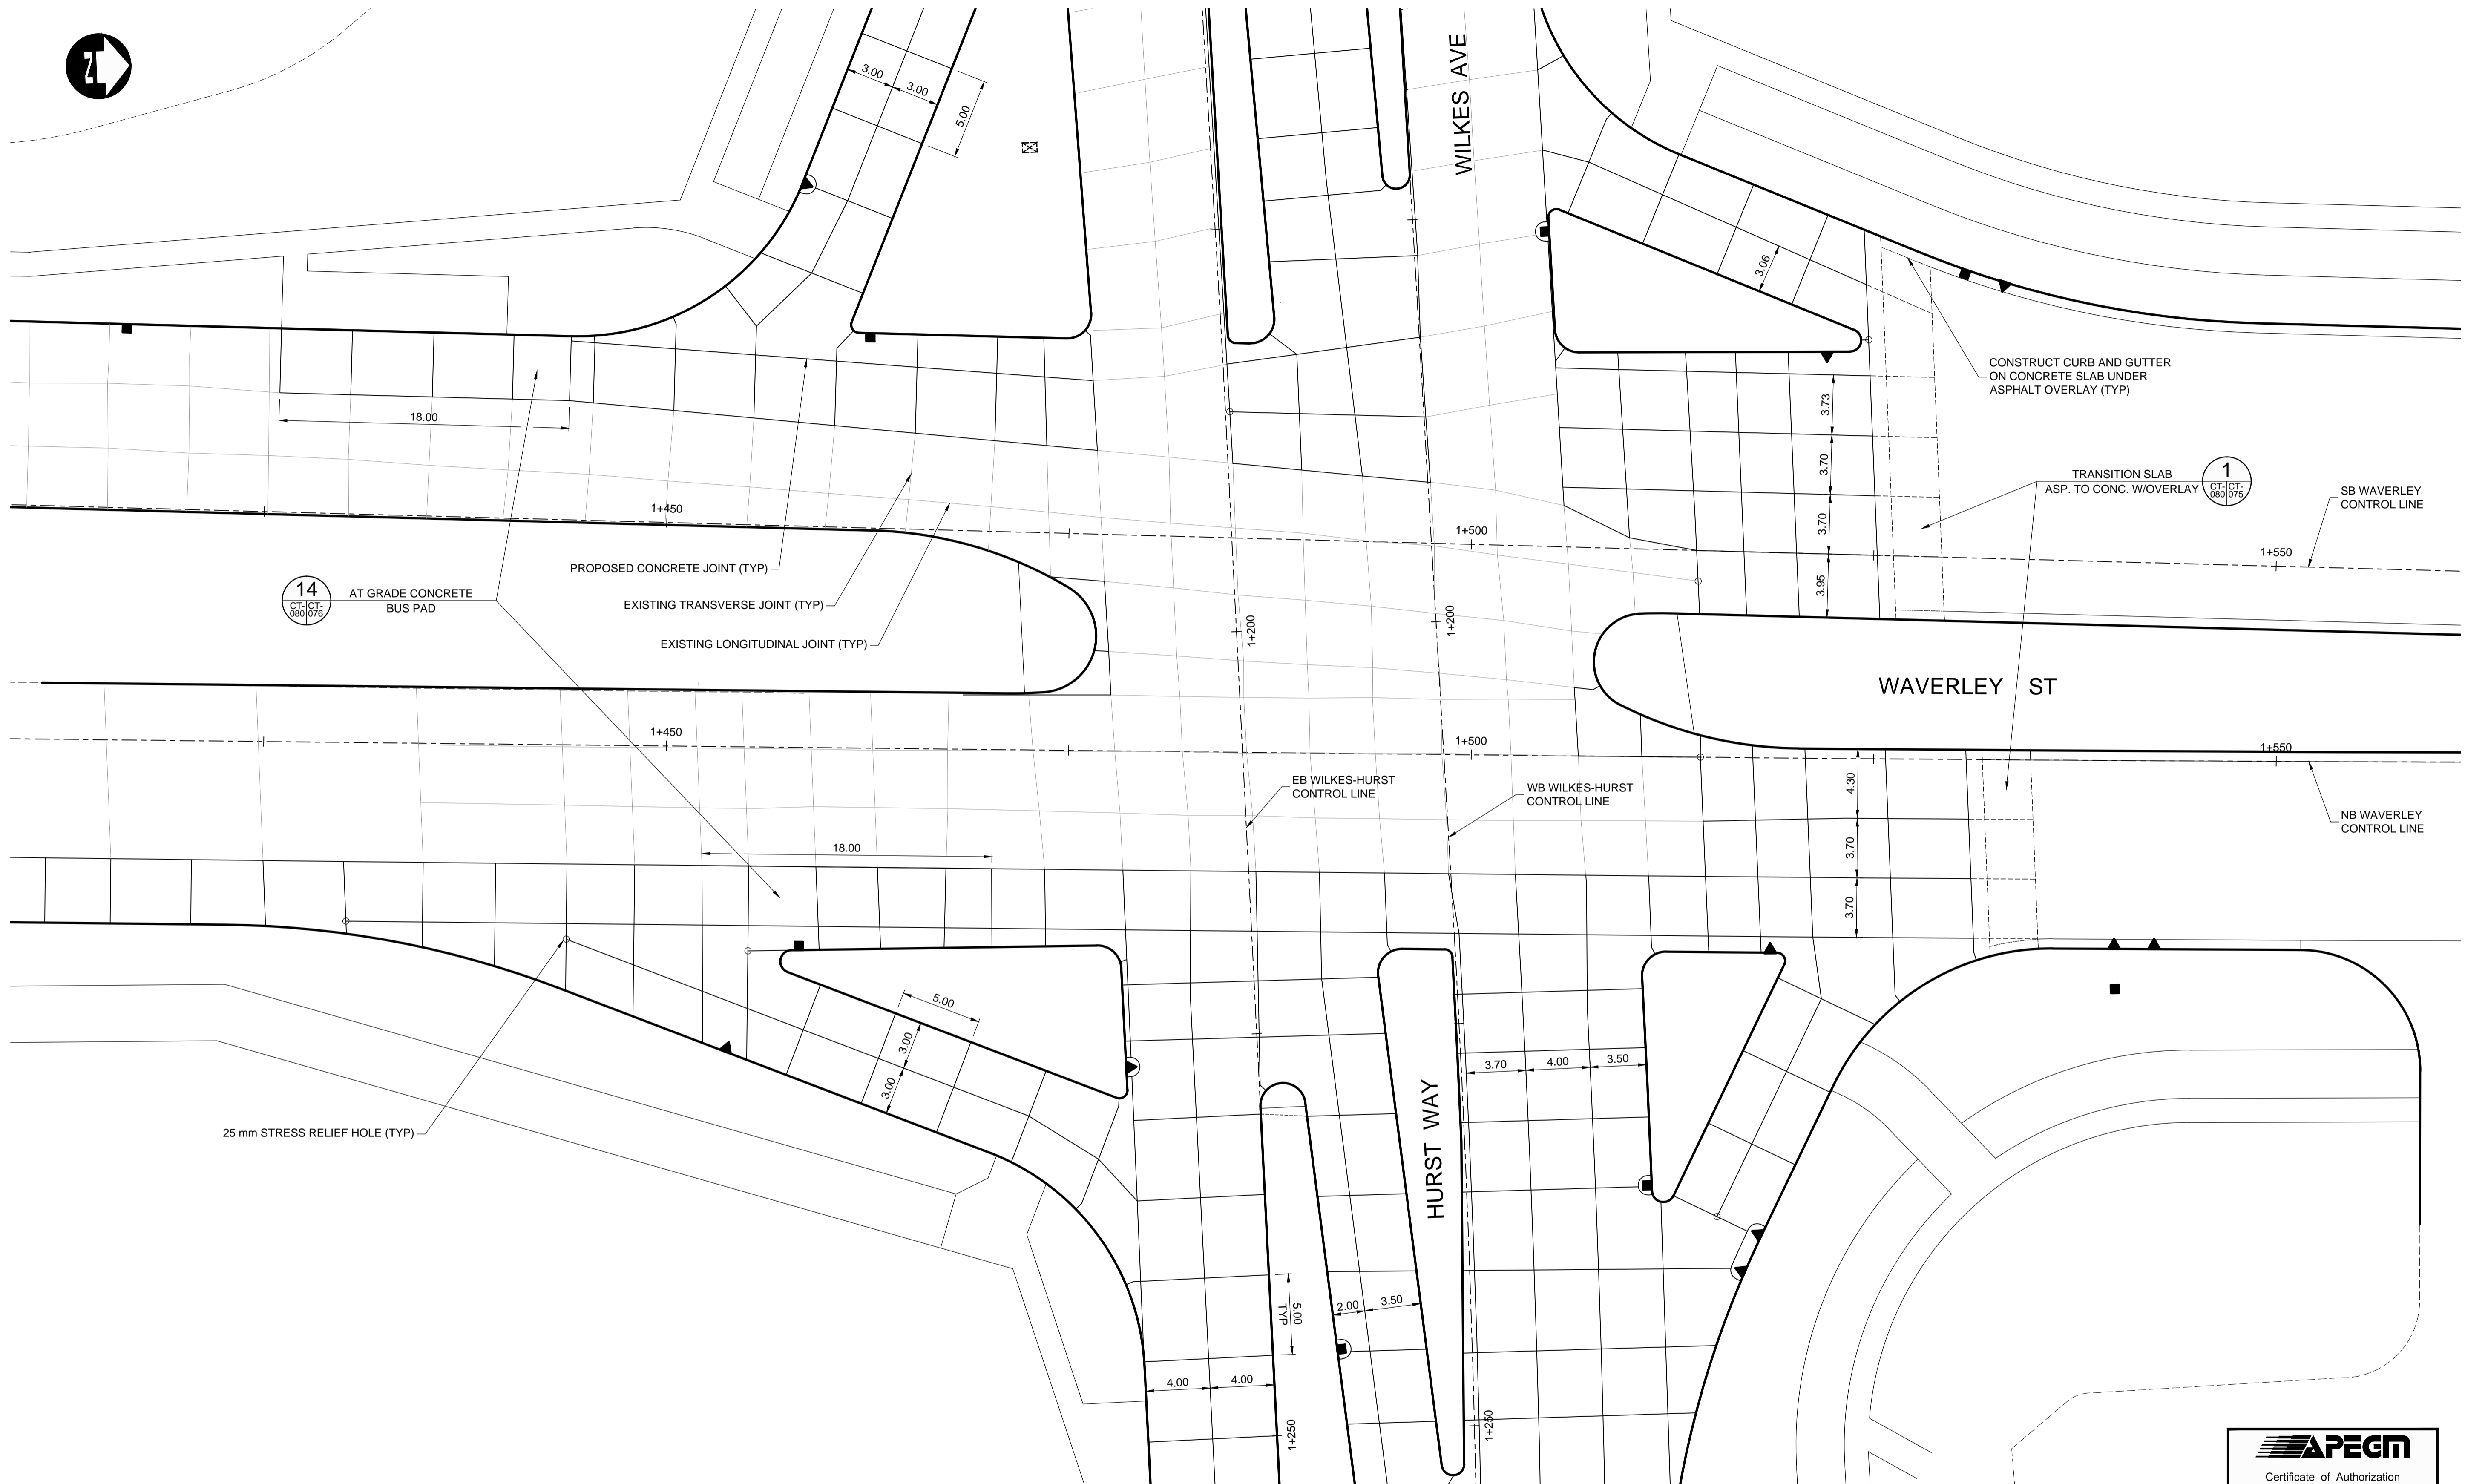 N
3.00
3.00
5.00
WILKES AVE
3.06
CONSTRUCT CURB AND GUTTER
ON CONCRETE SLAB UNDER
ASPHALT OVERLAY (TYP)
18.00
3.73
3.70
3.70
3.95
TRANSITION SLAB
ASP. TO CONC. W/OVERLAY
1
CT-080
CT-075
SB WAVERLEY
CONTROL LINE
1+450
1+500
1+550
PROPOSED CONCRETE JOINT (TYP)
14
CT-080
CT-076
AT GRADE CONCRETE
BUS PAD
EXISTING TRANSVERSE JOINT (TYP)
EXISTING LONGITUDINAL JOINT (TYP)
1+200
1+200
WAVERLEY ST
1+450
1+500
1+550
EB WILKES-HURST
CONTROL LINE
WB WILKES-HURST
CONTROL LINE
4.30
3.70
3.70
NB WAVERLEY
CONTROL LINE
18.00
5.00
3.00
3.00
3.70
4.00
3.50
HURST WAY
25 mm STRESS RELIEF HOLE (TYP)
5.00
TYP
2.00
3.50
4.00
4.00
1+250
1+250
APEGM
Certificate of Authorization